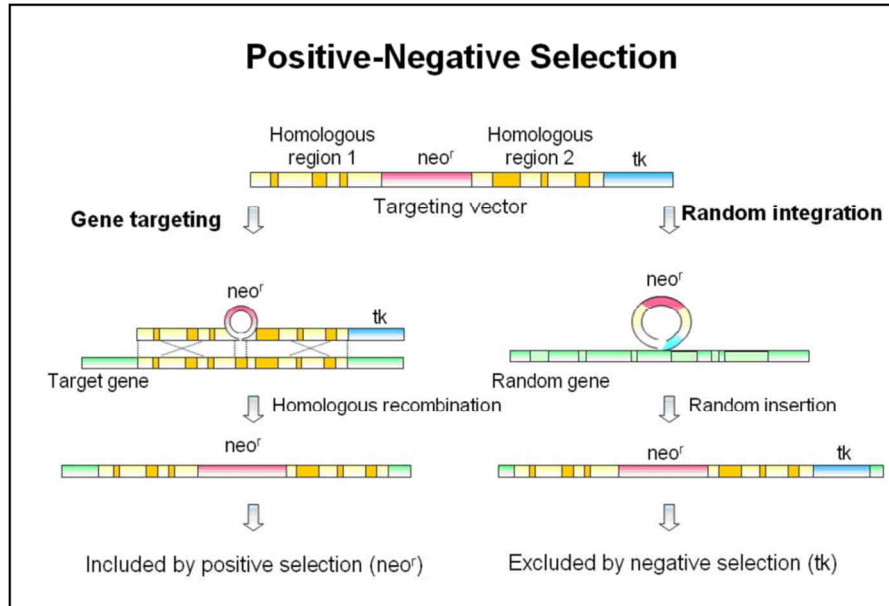 Positive-Negative Selection
Homologous region 1
neoʳ
Homologous region 2
tk
Targeting vector
Gene targeting
Random integration
neoʳ
tk
Target gene
Homologous recombination
neoʳ
Random gene
Random insertion
neoʳ
neoʳ
tk
Included by positive selection (neoʳ)
Excluded by negative selection (tk)